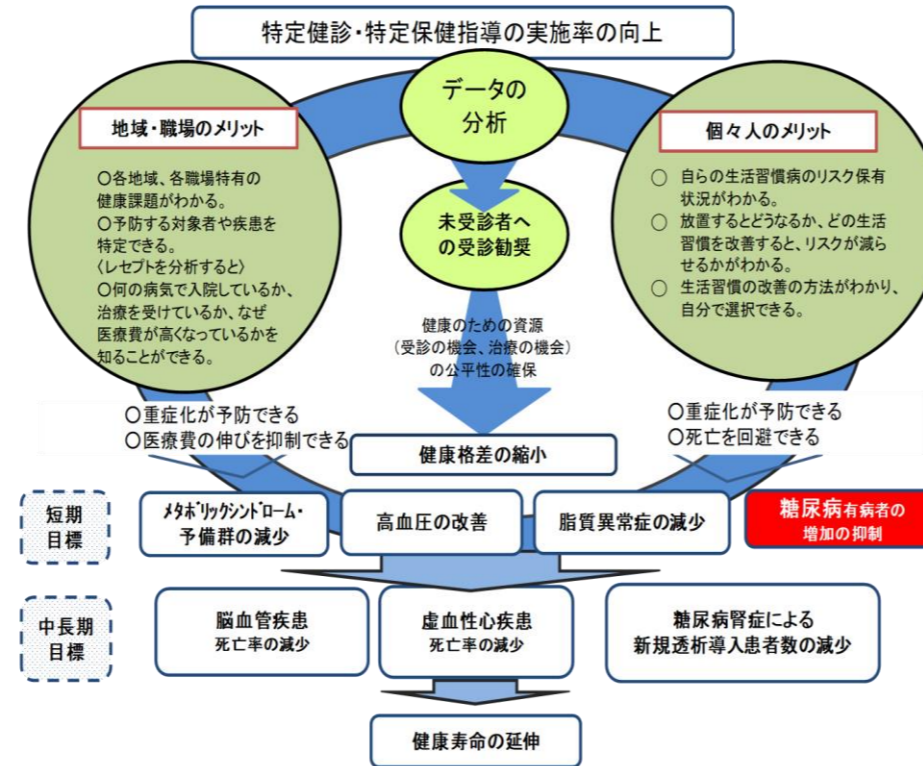 特定健診・特定保健指導の実施率の向上
データの
分析
地域・職場のメリット
○各地域、各職場特有の
健康課題がわかる。
○予防する対象者や疾患を
特定できる。
〈レセプトを分析すると〉
○何の病気で入院しているか、
治療を受けているか、なぜ
医療費が高くなっているかを
知ることができる。
個々人のメリット
○ 自らの生活習慣病のリスク保有
状況がわかる。
○ 放置するとどうなるか、どの生活
習慣を改善すると、リスクが減ら
せるかがわかる。
○ 生活習慣の改善の方法がわかり、
自分で選択できる。
未受診者へ
の受診勧奨
健康のための資源
(受診の機会、治療の機会)
の公平性の確保
○重症化が予防できる
○医療費の伸びを抑制できる
○重症化が予防できる
○死亡を回避できる
健康格差の縮小
短期
目標
メタボリックシンドローム・
予備群の減少
高血圧の改善
脂質異常症の減少
糖尿病有病者の
増加の抑制
中長期
目標
脳血管疾患
死亡率の減少
虚血性心疾患
死亡率の減少
糖尿病腎症による
新規透析導入患者数の減少
健康寿命の延伸